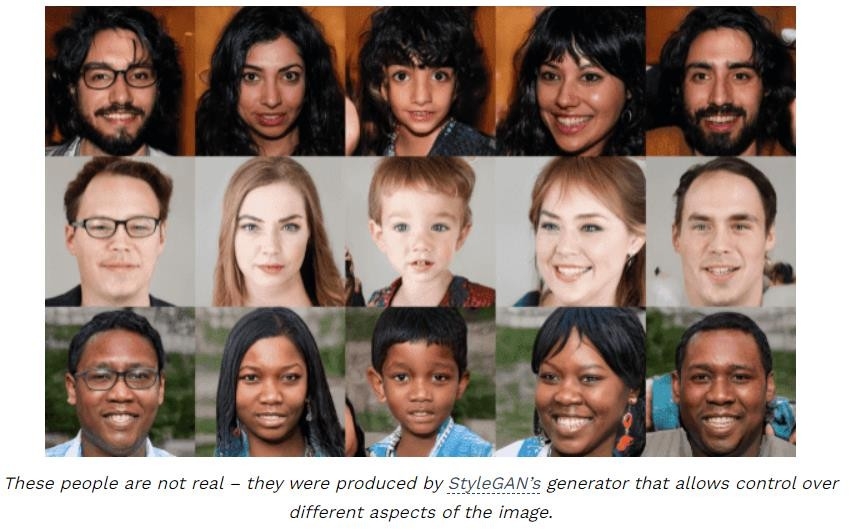 These people are not real – they were produced by StyleGAN's generator that allows control over
different aspects of the image.